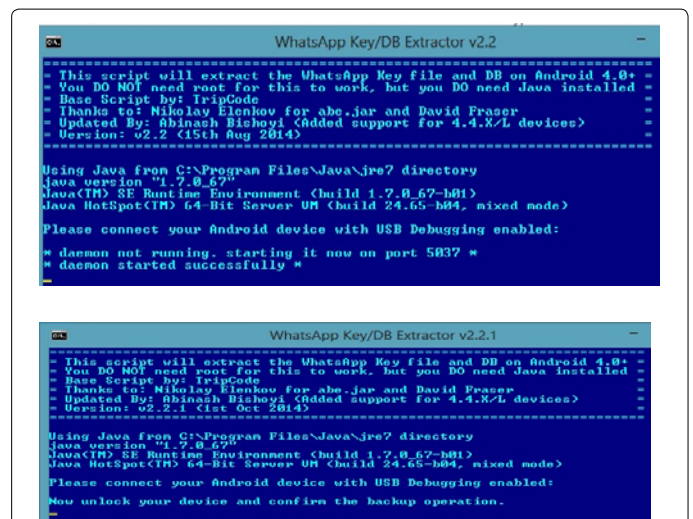 WhatsApp Key/DB Extractor v2.2
=========================================================================
= This script will extract the WhatsApp Key file and DB on Android 4.0+ =
= You DO NOT need root for this to work, but you DO need Java installed =
= Base Script by: TripCode =
= Thanks to: Nikolay Elenkov for abe.jar and David Fraser =
= Updated By: Abinash Bishoyi (Added support for 4.4.X/L devices) =
= Version: v2.2 (15th Aug 2014) =
=========================================================================
Using Java from C:\Program Files\Java\jre7 directory
java version "1.7.0_67"
Java(TM) SE Runtime Environment (build 1.7.0_67-b01)
Java HotSpot(TM) 64-Bit Server VM (build 24.65-b04, mixed mode)
Please connect your Android device with USB Debugging enabled:
* daemon not running. starting it now on port 5037 *
* daemon started successfully *
WhatsApp Key/DB Extractor v2.2.1
=========================================================================
= This script will extract the WhatsApp Key file and DB on Android 4.0+ =
= You DO NOT need root for this to work, but you DO need Java installed =
= Base Script by: TripCode =
= Thanks to: Nikolay Elenkov for abe.jar and David Fraser =
= Updated By: Abinash Bishoyi (Added support for 4.4.X/L devices) =
= Version: v2.2.1 (1st Oct 2014) =
=========================================================================
Using Java from C:\Program Files\Java\jre7 directory
java version "1.7.0_67"
Java(TM) SE Runtime Environment (build 1.7.0_67-b01)
Java HotSpot(TM) 64-Bit Server VM (build 24.65-b04, mixed mode)
Please connect your Android device with USB Debugging enabled:
Now unlock your device and confirm the backup operation.